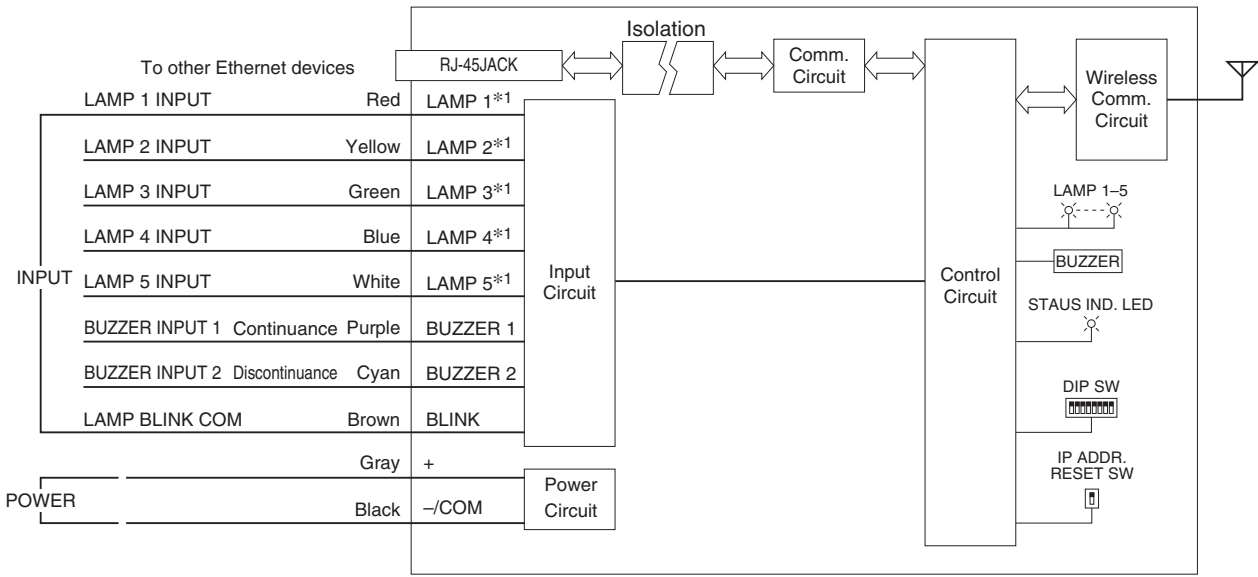 Isolation
To other Ethernet devices
RJ-45JACK
Comm.
Circuit
Wireless
Comm.
Circuit
LAMP 1 INPUT Red LAMP 1*1
LAMP 2 INPUT Yellow LAMP 2*1
LAMP 3 INPUT Green LAMP 3*1
LAMP 4 INPUT Blue LAMP 4*1
LAMP 5 INPUT White LAMP 5*1
BUZZER INPUT 1 Continuance Purple BUZZER 1
BUZZER INPUT 2 Discontinuance Cyan BUZZER 2
LAMP BLINK COM Brown BLINK
INPUT
Input
Circuit
Control
Circuit
LAMP 1–5
BUZZER
STAUS IND. LED
DIP SW
IP ADDR.
RESET SW
POWER
Gray +
Black –/COM
Power
Circuit